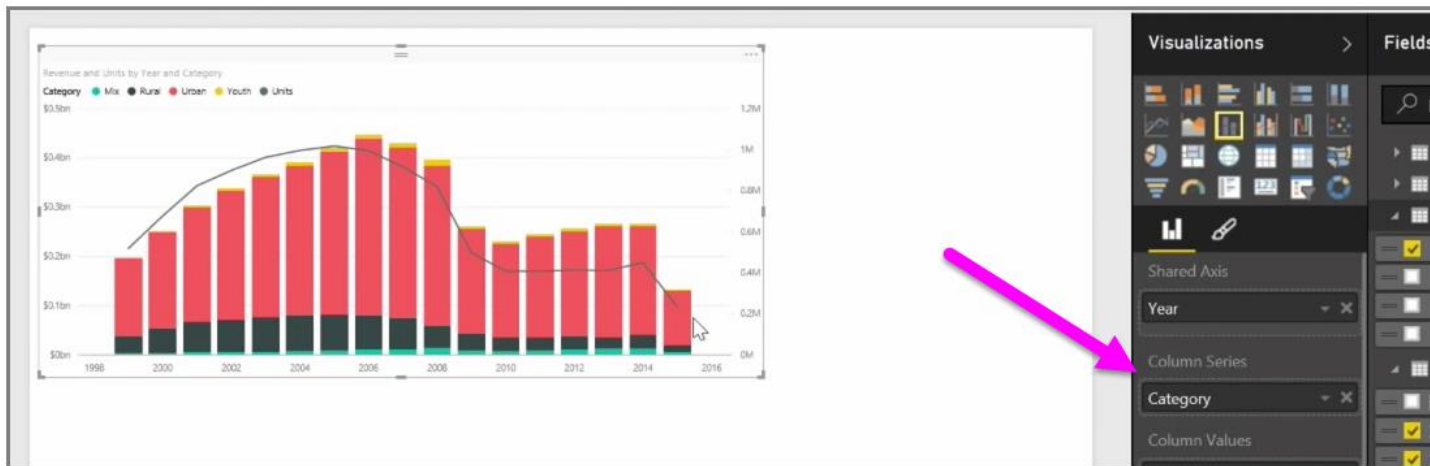 Visualizations
Fields
Revenue and Units by Year and Category
Category Mix Rural Urban Youth Units
$0.5bn 1.2M
$0.4bn 1M
0.8M
$0.3bn
0.6M
$0.2bn
0.4M
$0.1bn
0.2M
$0bn 0M
1998 2000 2002 2004 2006 2008 2010 2012 2014 2016
123
Shared Axis
Year
Column Series
Category
Column Values